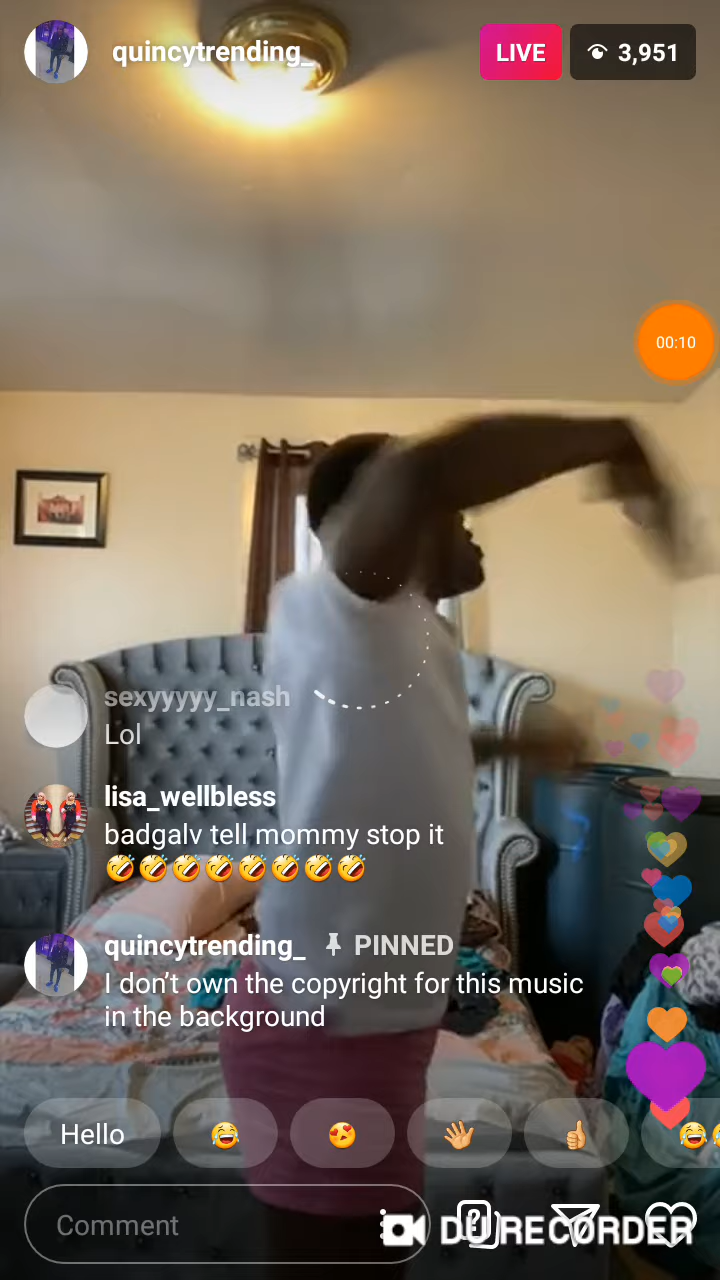 quincytrending_
LIVE
3,951
00:10
sexyyyyy_nash
Lol
lisa_wellbless
badgalv tell mommy stop it
🤣🤣🤣🤣🤣🤣🤣🤣
quincytrending_ PINNED
I don't own the copyright for this music
in the background
Hello
Comment
DU RECORDER